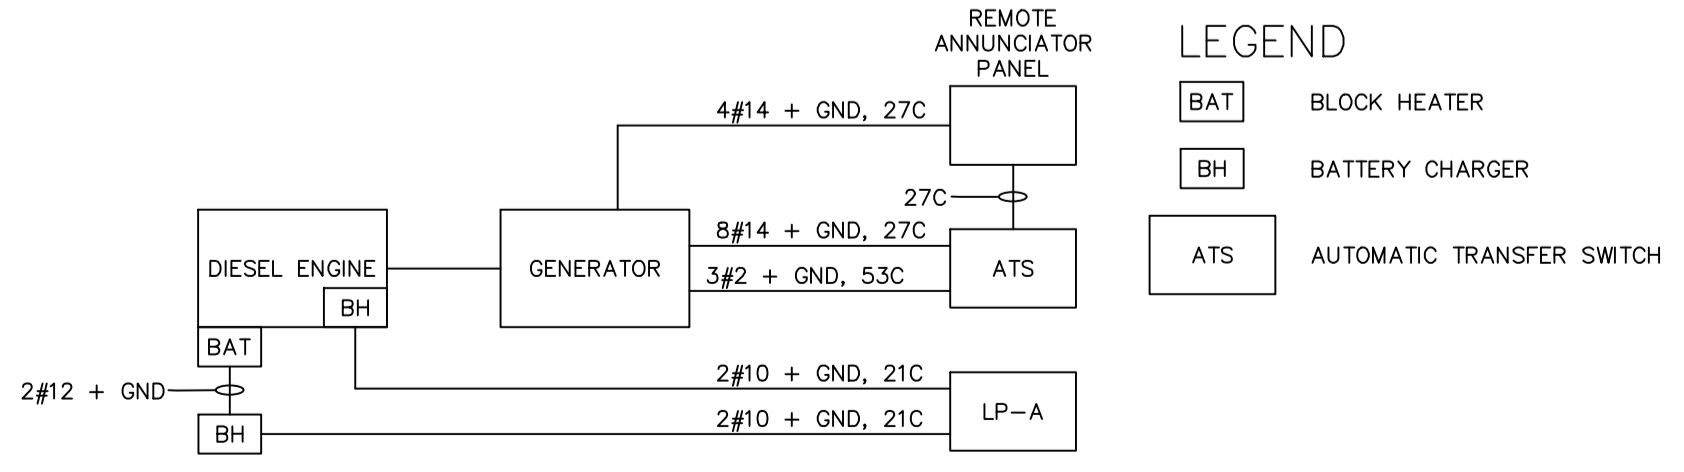 REMOTE
ANNUNCIATOR
PANEL
4#14 + GND, 27C
27C
8#14 + GND, 27C
DIESEL ENGINE
GENERATOR
ATS
3#2 + GND, 53C
BH
BAT
2#12 + GND
2#10 + GND, 21C
LP-A
2#10 + GND, 21C
BH
LEGEND
BAT BLOCK HEATER
BH BATTERY CHARGER
ATS AUTOMATIC TRANSFER SWITCH